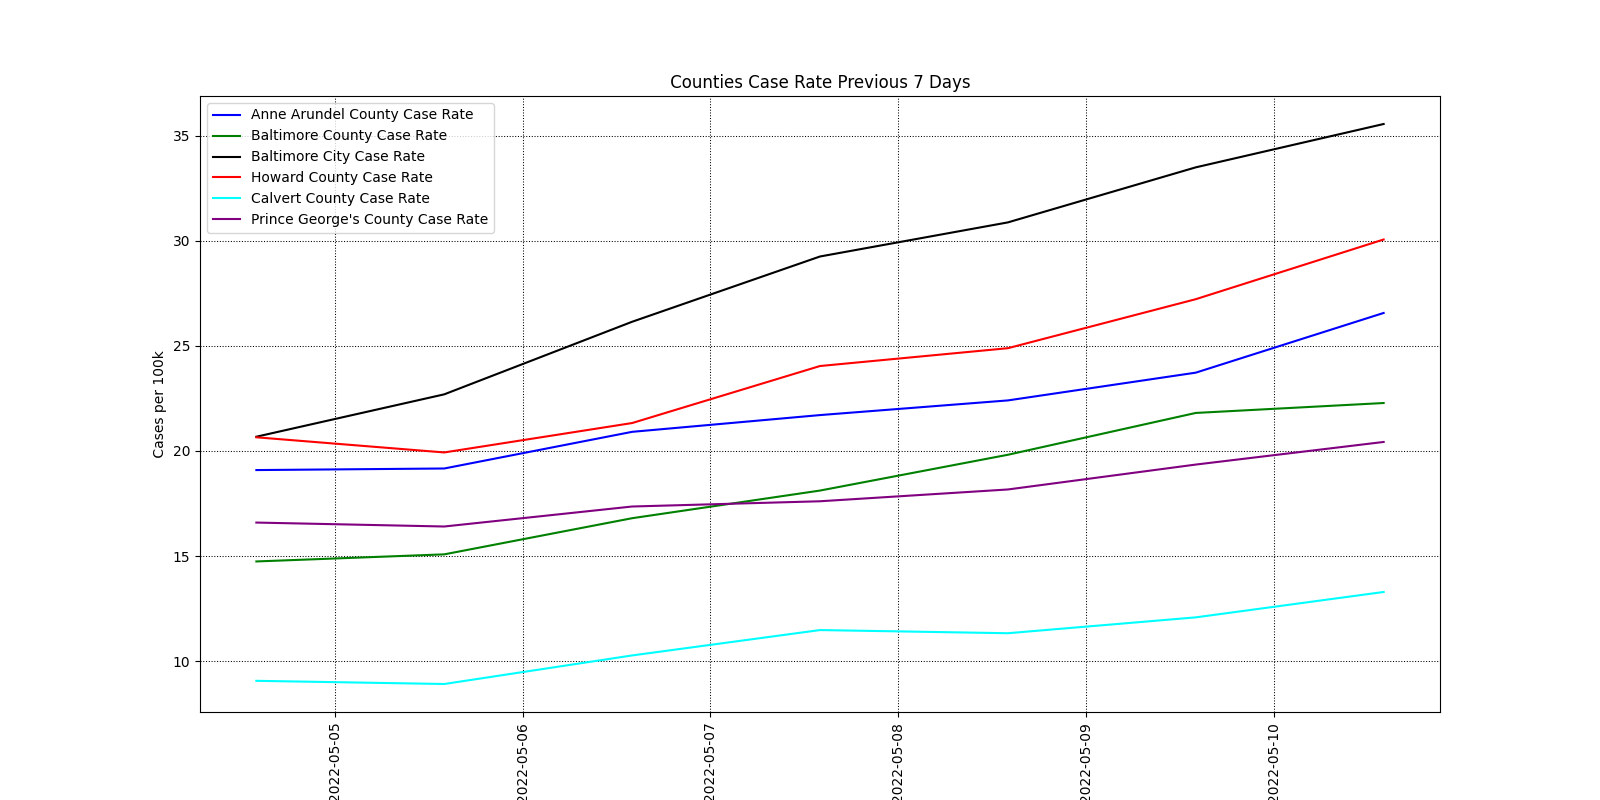 Counties Case Rate Previous 7 Days
Anne Arundel County Case Rate
Baltimore County Case Rate
Baltimore City Case Rate
Howard County Case Rate
Calvert County Case Rate
Prince George's County Case Rate
Cases per 100k
35
30
25
20
15
10
2022-05-05
2022-05-06
2022-05-07
2022-05-08
2022-05-09
2022-05-10